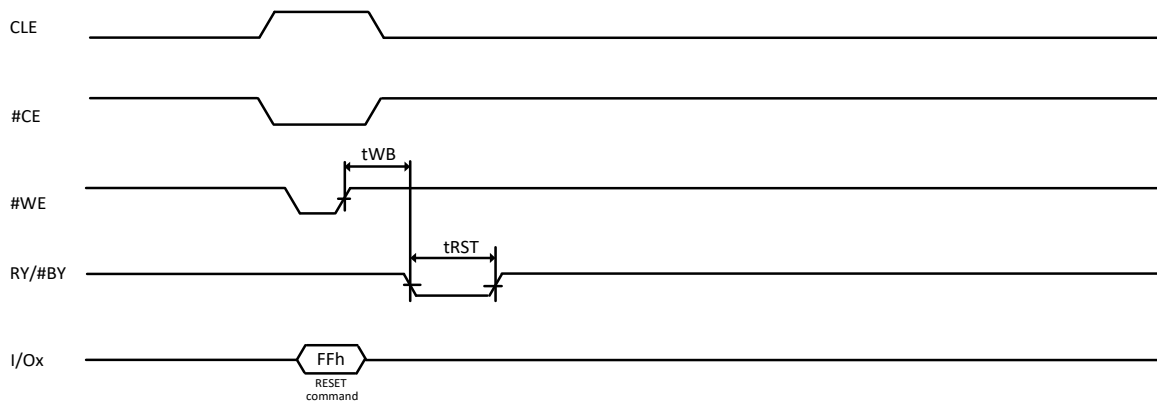 CLE
#CE
tWB
#WE
tRST
RY/#BY
I/Ox
FFh
RESET
command